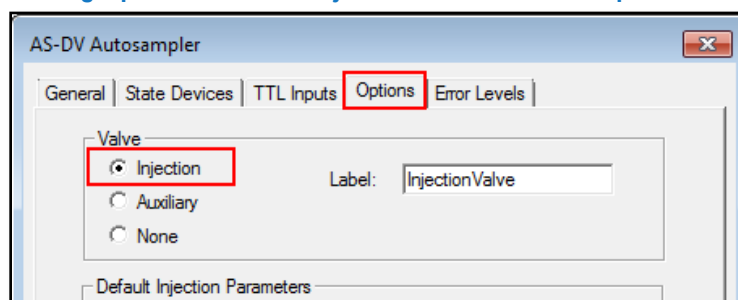 AS-DV Autosampler
General State Devices TTL Inputs Options Error Levels
Valve
Injection
Label: InjectionValve
Auxiliary
None
Default Injection Parameters